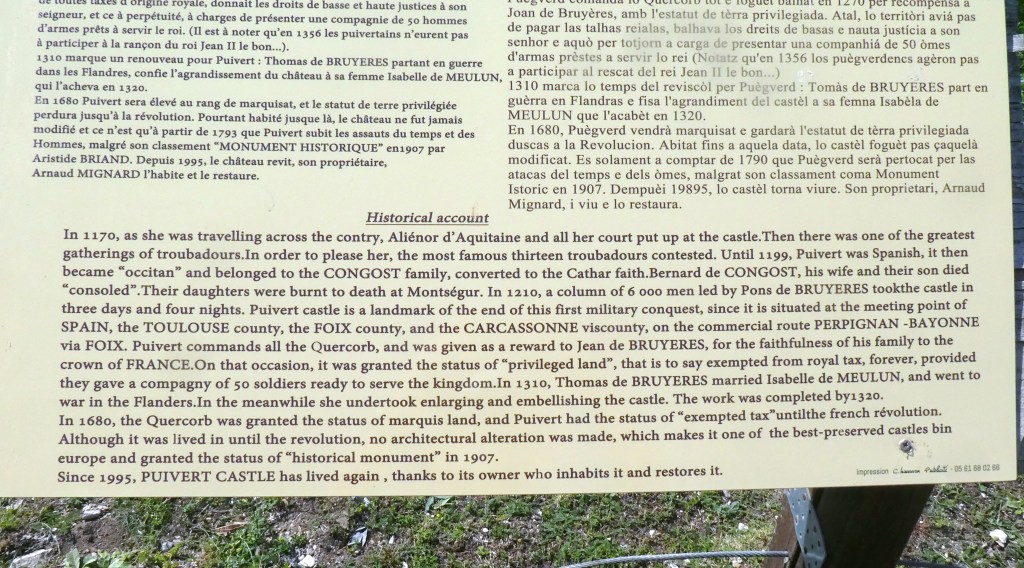 de toutes taxes d'origine royale, donnait les droits de basse et haute justices à son
seigneur, et ce à perpétuité, à charges de présenter une compagnie de 50 hommes
d'armes prêts à servir le roi. (Il est à noter qu'en 1356 les puivertains n'eurent pas
à participer à la rançon du roi Jean II le bon...).
1310 marque un renouveau pour Puivert : Thomas de BRUYERES partant en guerre
dans les Flandres, confie l'agrandissement du château à sa femme Isabelle de MEULUN,
qui l'acheva en 1320.
En 1680 Puivert sera élevé au rang de marquisat, et le statut de terre privilégiée
perdura jusqu'à la révolution. Pourtant habité jusque là, le château ne fut jamais
modifié et ce n'est qu'à partir de 1793 que Puivert subit les assauts du temps et des
Hommes, malgré son classement “MONUMENT HISTORIQUE” en1907 par
Aristide BRIAND. Depuis 1995, le château revit, son propriétaire,
Arnaud MIGNARD l'habite et le restaure.
Puègverd comanda lo Quercòrb tot e foguèt bailat en 1270 per recompensa a
Joan de Bruyères, amb l'estatut de tèrra privilegiada. Atal, lo territòri aviá pas
de pagar las talhas reialas, balhava los dreits de basas e nauta justícia a son
senhor e aquò per totjorn a carga de presentar una companhiá de 50 òmes
d'armas prèstes a servir lo rei (Notatz qu'en 1356 los puègverdencs agèron pas
a participar al rescat del rei Jean II le bon...)
1310 marca lo temps del reviscòl per Puègverd : Tomàs de BRUYERES part en
guèrra en Flandras e fisa l'agrandiment del castèl a sa femna Isabèla de
MEULUN que l'acabèt en 1320.
En 1680, Puègverd vendrà marquisat e gardarà l'estatut de tèrra privilegiada
duscas a la Revolucion. Abitat fins a aquela data, lo castèl foguèt pas çaquelà
modificat. Es solament a comptar de 1790 que Puègverd serà pertocat per las
atacas del temps e dels òmes, malgrat son classament coma Monument
Istoric en 1907. Dempuèi 19895, lo castèl torna viure. Son proprietari, Arnaud
Mignard, i viu e lo restaura.
Historical account
In 1170, as she was travelling across the contry, Aliénor d'Aquitaine and all her court put up at the castle.Then there was one of the greatest
gatherings of troubadours.In order to please her, the most famous thirteen troubadours contested. Until 1199, Puivert was Spanish, it then
became “occitan” and belonged to the CONGOST family, converted to the Cathar faith.Bernard de CONGOST, his wife and their son died
“consoled”.Their daughters were burnt to death at Montségur. In 1210, a column of 6 000 men led by Pons de BRUYERES tookthe castle in
three days and four nights. Puivert castle is a landmark of the end of this first military conquest, since it is situated at the meeting point of
SPAIN, the TOULOUSE county, the FOIX county, and the CARCASSONNE viscounty, on the commercial route PERPIGNAN -BAYONNE
via FOIX. Puivert commands all the Quercorb, and was given as a reward to Jean de BRUYERES, for the faithfulness of his family to the
crown of FRANCE.On that occasion, it was granted the status of “privileged land”, that is to say exempted from royal tax, forever, provided
they gave a compagny of 50 soldiers ready to serve the kingdom.In 1310, Thomas de BRUYERES married Isabelle de MEULUN, and went to
war in the Flanders.In the meanwhile she undertook enlarging and embellishing the castle. The work was completed by1320.
In 1680, the Quercorb was granted the status of marquis land, and Puivert had the status of “exempted tax”untilthe french révolution.
Although it was lived in until the revolution, no architectural alteration was made, which makes it one of the best-preserved castles bin
europe and granted the status of “historical monument” in 1907.
Since 1995, PUIVERT CASTLE has lived again , thanks to its owner who inhabits it and restores it.
Impression - 05 61 68 02 66